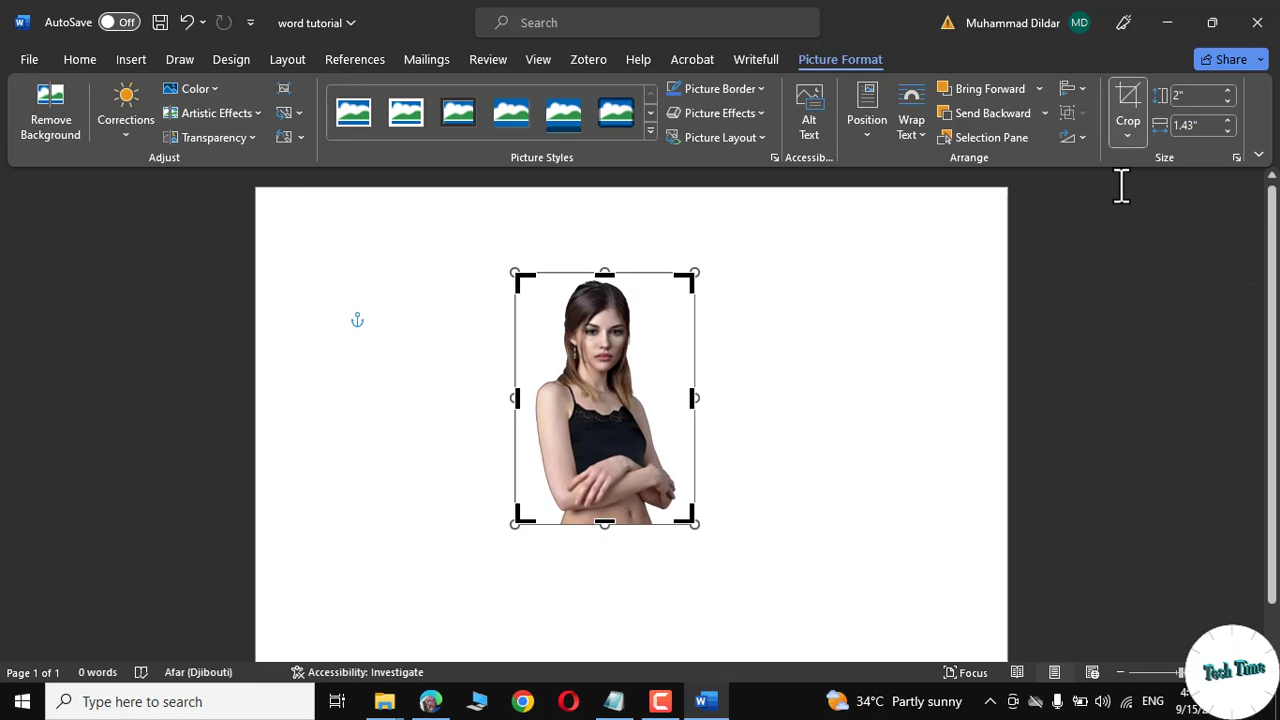 AutoSave Off word tutorial Search Muhammad Dildar MD
File Home Insert Draw Design Layout References Mailings Review View Zotero Help Acrobat Writefull Picture Format Share
Remove Background
Corrections
Color
Artistic Effects
Transparency
Adjust
Picture Styles
Picture Border
Picture Effects
Picture Layout
Alt Text
Accessib...
Position
Wrap Text
Bring Forward
Send Backward
Selection Pane
Arrange
Crop
2"
1.43"
Size
Page 1 of 1 0 words Afar (Djibouti) Accessibility: Investigate Focus
Tech Time
Type here to search 34°C Partly sunny ENG